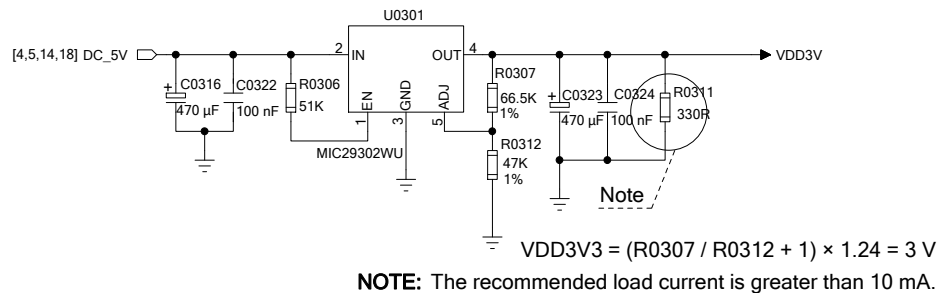 U0301
[4,5,14,18] DC_5V
2
IN
OUT
4
VDD3V
C0316
470 µF
C0322
100 nF
R0306
51K
EN
GND
ADJ
1
3
5
MIC29302WU
R0307
66.5K
1%
R0312
47K
1%
C0323
470 µF
C0324
100 nF
R0311
330R
Note
VDD3V3 = (R0307 / R0312 + 1) × 1.24 = 3 V
NOTE: The recommended load current is greater than 10 mA.